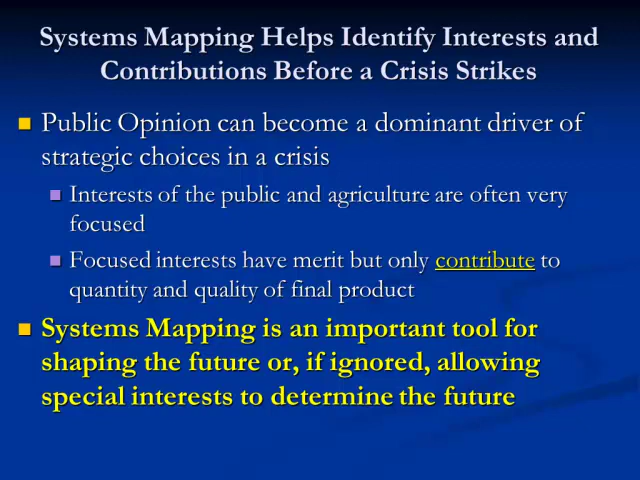 Systems Mapping Helps Identify Interests and
Contributions Before a Crisis Strikes
Public Opinion can become a dominant driver of
strategic choices in a crisis
Interests of the public and agriculture are often very
focused
Focused interests have merit but only contribute to
quantity and quality of final product
Systems Mapping is an important tool for
shaping the future or, if ignored, allowing
special interests to determine the future